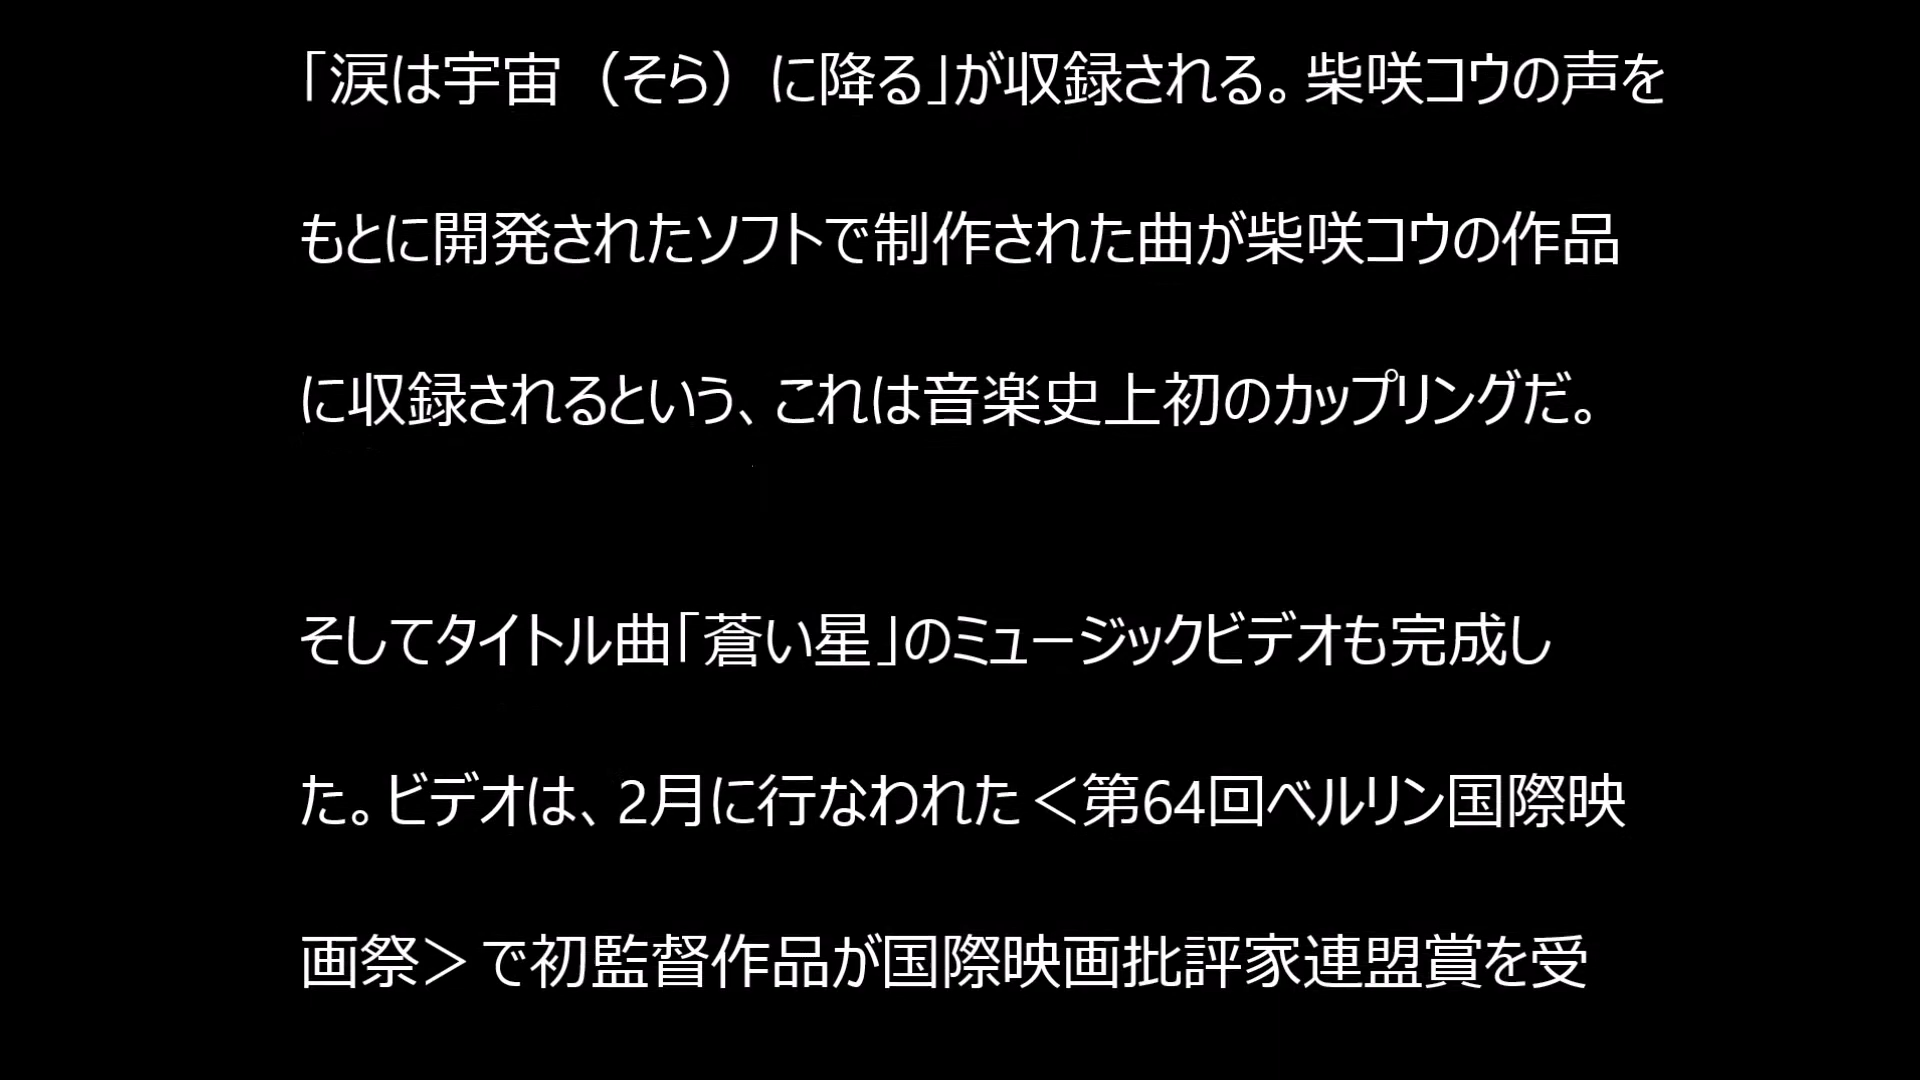 「涙は宇宙（そら）に降る」が収録される。柴咲コウの声を
もとに開発されたソフトで制作された曲が柴咲コウの作品
に収録されるという、これは音楽史上初のカップリングだ。
そしてタイトル曲「蒼い星」のミュージックビデオも完成し
た。ビデオは、2月に行なわれた＜第64回ベルリン国際映
画祭＞で初監督作品が国際映画批評家連盟賞を受